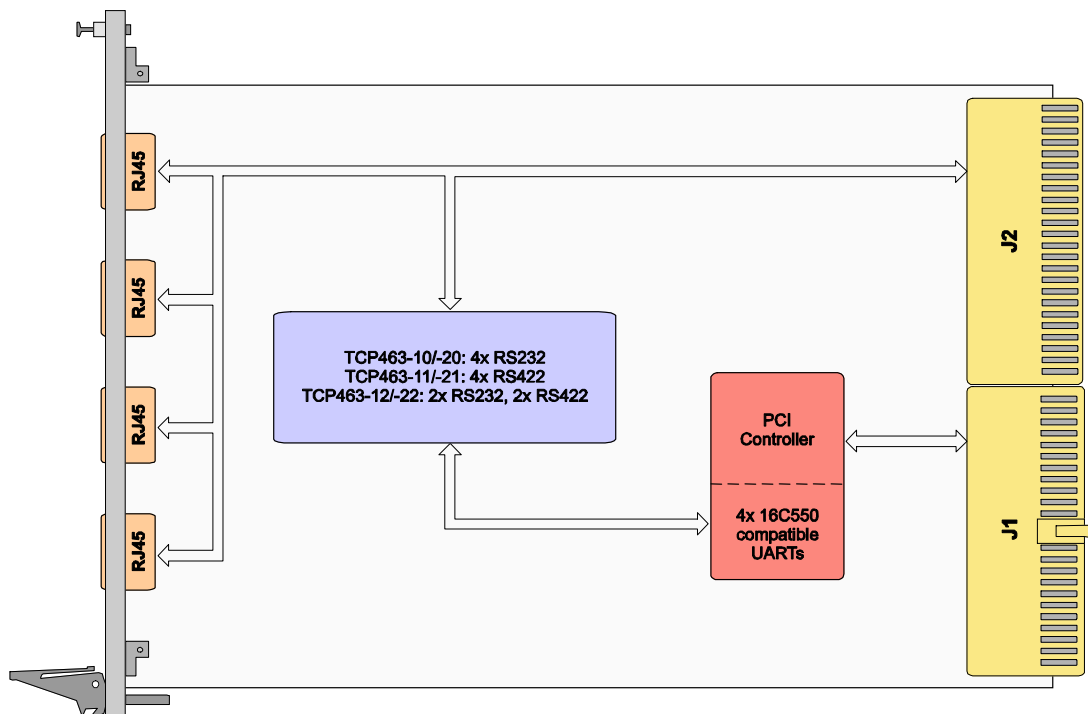 RJ45
RJ45
RJ45
RJ45
TCP463-10/-20: 4x RS232
TCP463-11/-21: 4x RS422
TCP463-12/-22: 2x RS232, 2x RS422
PCI
Controller
4x 16C550
compatible
UARTs
J2
J1